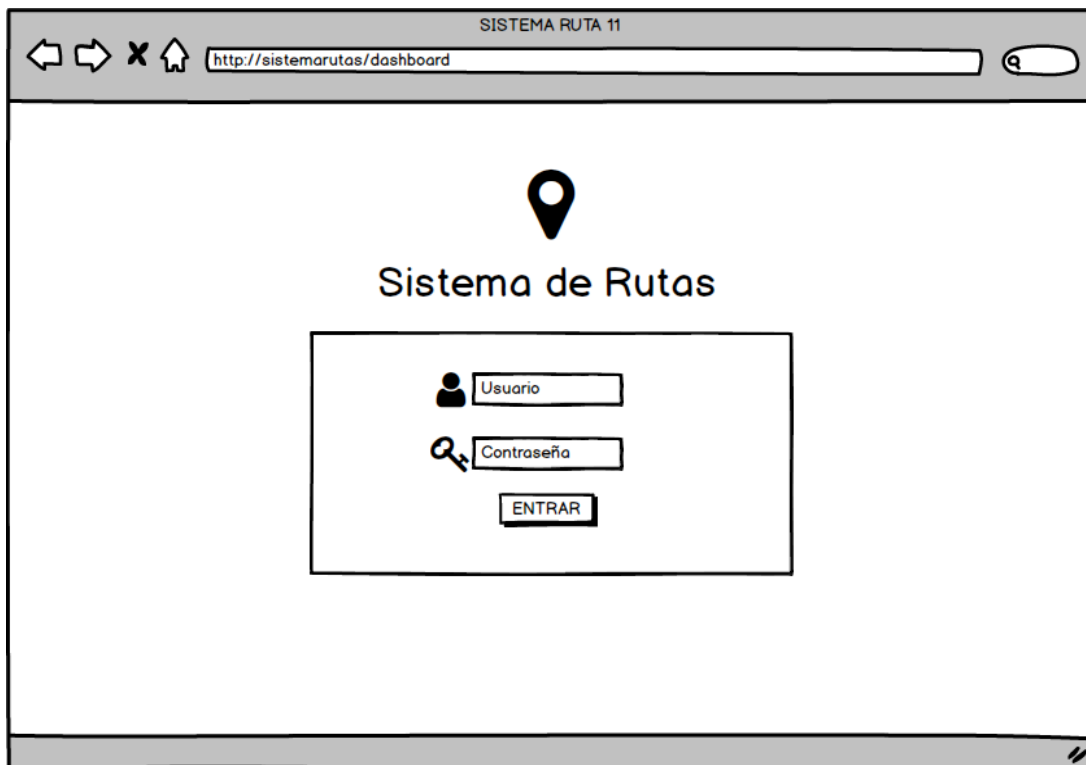 SISTEMA RUTA 11
http://sistemarutas/dashboard
Sistema de Rutas
Usuario
Contraseña
ENTRAR